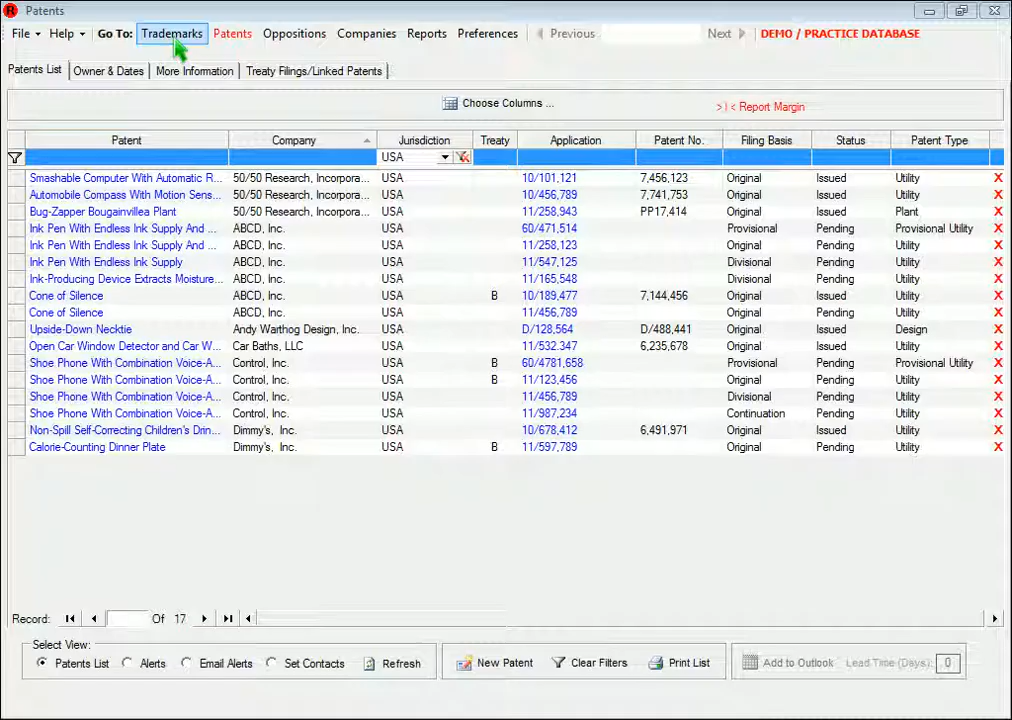 R Patents
File Help Go To: Trademarks Patents Oppositions Companies Reports Preferences Previous Next DEMO / PRACTICE DATABASE
Patents List Owner & Dates More Information Treaty Filings/Linked Patents
Choose Columns ... >|< Report Margin
Patent Company Jurisdiction Treaty Application Patent No. Filing Basis Status Patent Type
USA
Smashable Computer With Automatic R... 50/50 Research, Incorpora... USA 10/101,121 7,456,123 Original Issued Utility X
Automobile Compass With Motion Sens... 50/50 Research, Incorpora... USA 11/456,789 7,741,753 Original Issued Utility X
Bug-Zapper Bougainvillea Plant 50/50 Research, Incorpora... USA 11/258,943 PP17,414 Original Issued Plant X
Ink Pen With Endless Ink Supply And ... ABCD, Inc. USA 60/471,514 Provisional Pending Provisional Utility X
Ink Pen With Endless Ink Supply And ... ABCD, Inc. USA 11/258,123 Original Pending Utility X
Ink Pen With Endless Ink Supply ABCD, Inc. USA 11/547,125 Divisional Pending Utility X
Ink-Producing Device Extracts Moisture... ABCD, Inc. USA 11/165,548 Divisional Pending Utility X
Cone of Silence ABCD, Inc. USA B 10/189,477 7,144,456 Original Issued Utility X
Cone of Silence ABCD, Inc. USA 11/456,789 Original Pending Utility X
Upside-Down Necktie Andy Warthog Design, Inc. USA D/128,564 D/488,441 Original Issued Design X
Open Car Window Detector and Car W... Car Baths, LLC USA 11/532.347 6,235,678 Original Issued Utility X
Shoe Phone With Combination Voice-A... Control, Inc. USA B 60/4781,658 Provisional Pending Provisional Utility X
Shoe Phone With Combination Voice-A... Control, Inc. USA B 11/123,456 Original Pending Utility X
Shoe Phone With Combination Voice-A... Control, Inc. USA 11/456,789 Divisional Pending Utility X
Shoe Phone With Combination Voice-A... Control, Inc. USA 11/987,234 Continuation Pending Utility X
Non-Spill Self-Correcting Children's Drin... Dimmy's, Inc. USA 10/678,412 6,491,971 Original Issued Utility X
Calorie-Counting Dinner Plate Dimmy's, Inc. USA B 11/597,789 Original Pending Utility X
Record: Of 17
Select View:
Patents List Alerts Email Alerts Set Contacts Refresh New Patent Clear Filters Print List Add to Outlook Lead Time (Days): 0